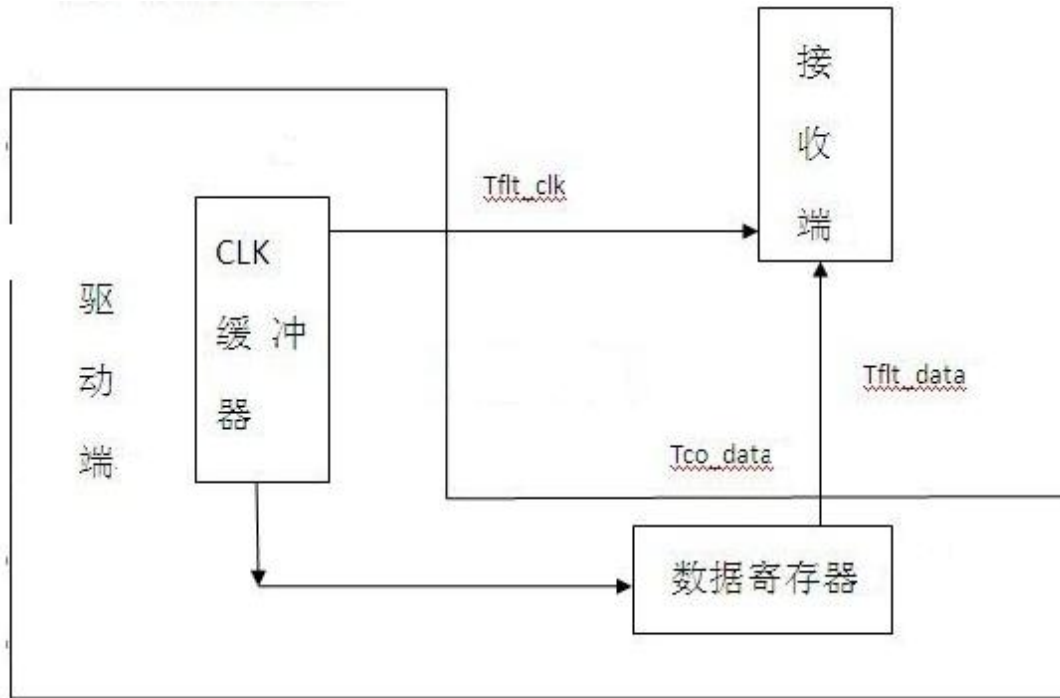 接
收
端
Tflt_clk
CLK
缓 冲
器
驱
动
端
Tflt_data
Tco_data
数据寄存器